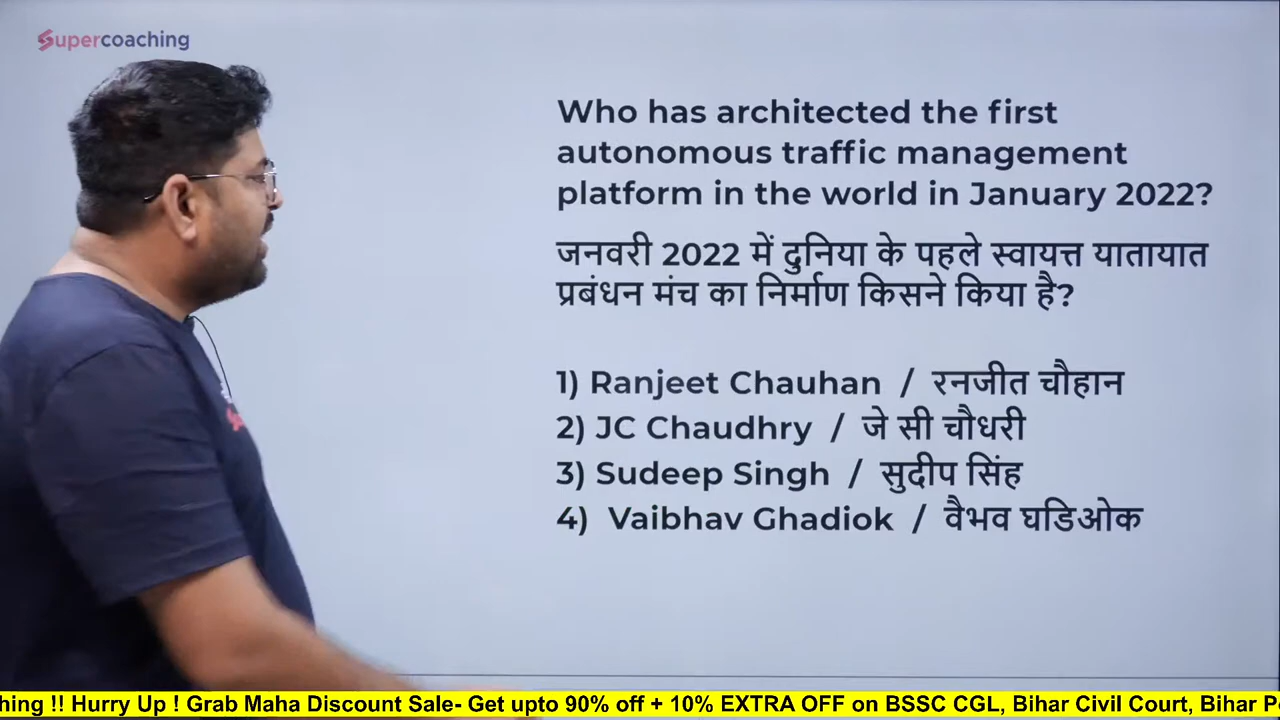 Supercoaching
Who has architected the first
autonomous traffic management
platform in the world in January 2022?
जनवरी 2022 में दुनिया के पहले स्वायत्त यातायात
प्रबंधन मंच का निर्माण किसने किया है?
1) Ranjeet Chauhan / रनजीत चौहान
2) JC Chaudhry / जे सी चौधरी
3) Sudeep Singh / सुदीप सिंह
4) Vaibhav Ghadiok / वैभव घडिओक
hing !! Hurry Up ! Grab Maha Discount Sale- Get upto 90% off + 10% EXTRA OFF on BSSC CGL, Bihar Civil Court, Bihar P